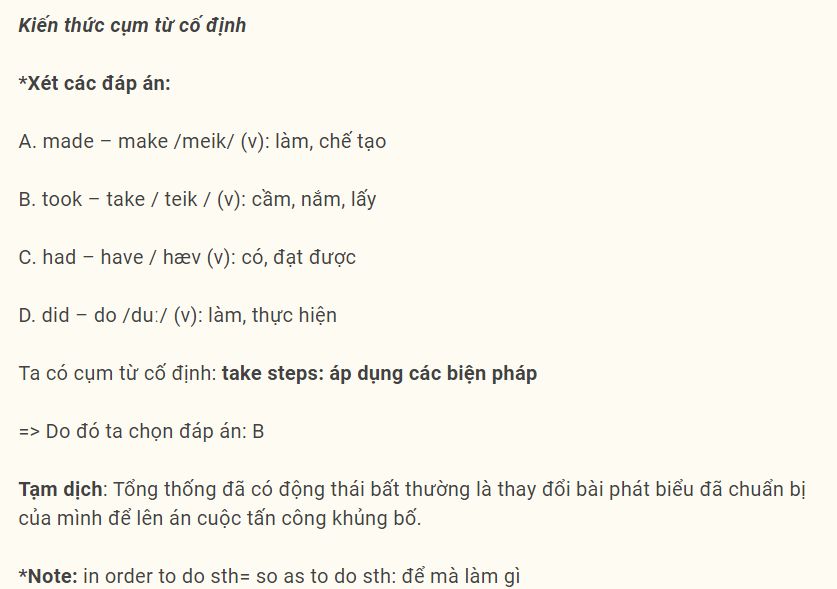 Kiến thức cụm từ cố định
*Xét các đáp án:
A. made – make /meik/ (v): làm, chế tạo
B. took – take / teik / (v): cầm, nắm, lấy
C. had – have / hæv (v): có, đạt được
D. did – do /duː/ (v): làm, thực hiện
Ta có cụm từ cố định: take steps: áp dụng các biện pháp
=> Do đó ta chọn đáp án: B
Tạm dịch: Tổng thống đã có động thái bất thường là thay đổi bài phát biểu đã chuẩn bị
của mình để lên án cuộc tấn công khủng bố.
*Note: in order to do sth= so as to do sth: để mà làm gì